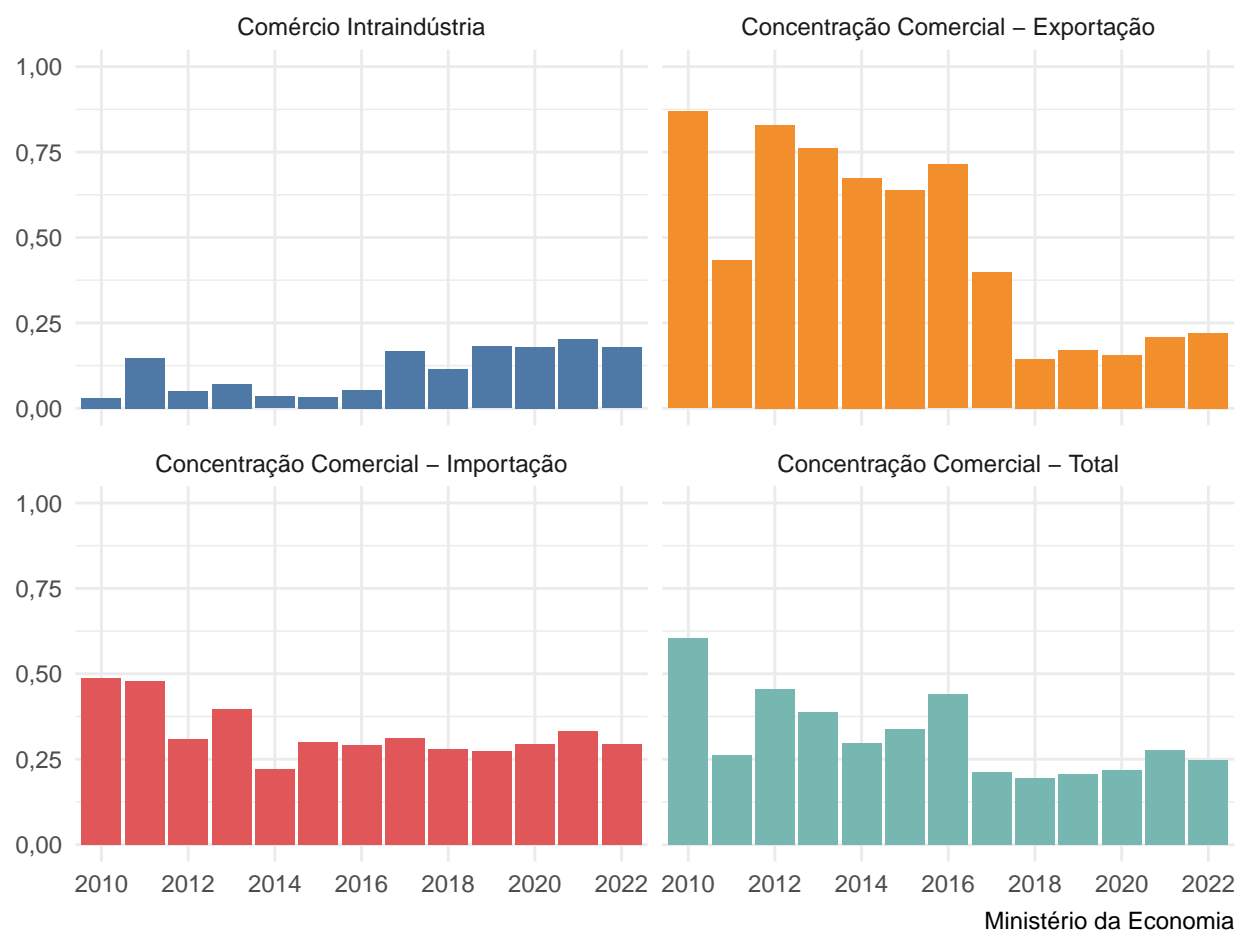 Comércio Intraindústria
Concentração Comercial – Exportação
1,00
0,75
0,50
0,25
0,00
Concentração Comercial – Importação
Concentração Comercial – Total
1,00
0,75
0,50
0,25
0,00
2010 2012 2014 2016 2018 2020 2022
2010 2012 2014 2016 2018 2020 2022
Ministério da Economia